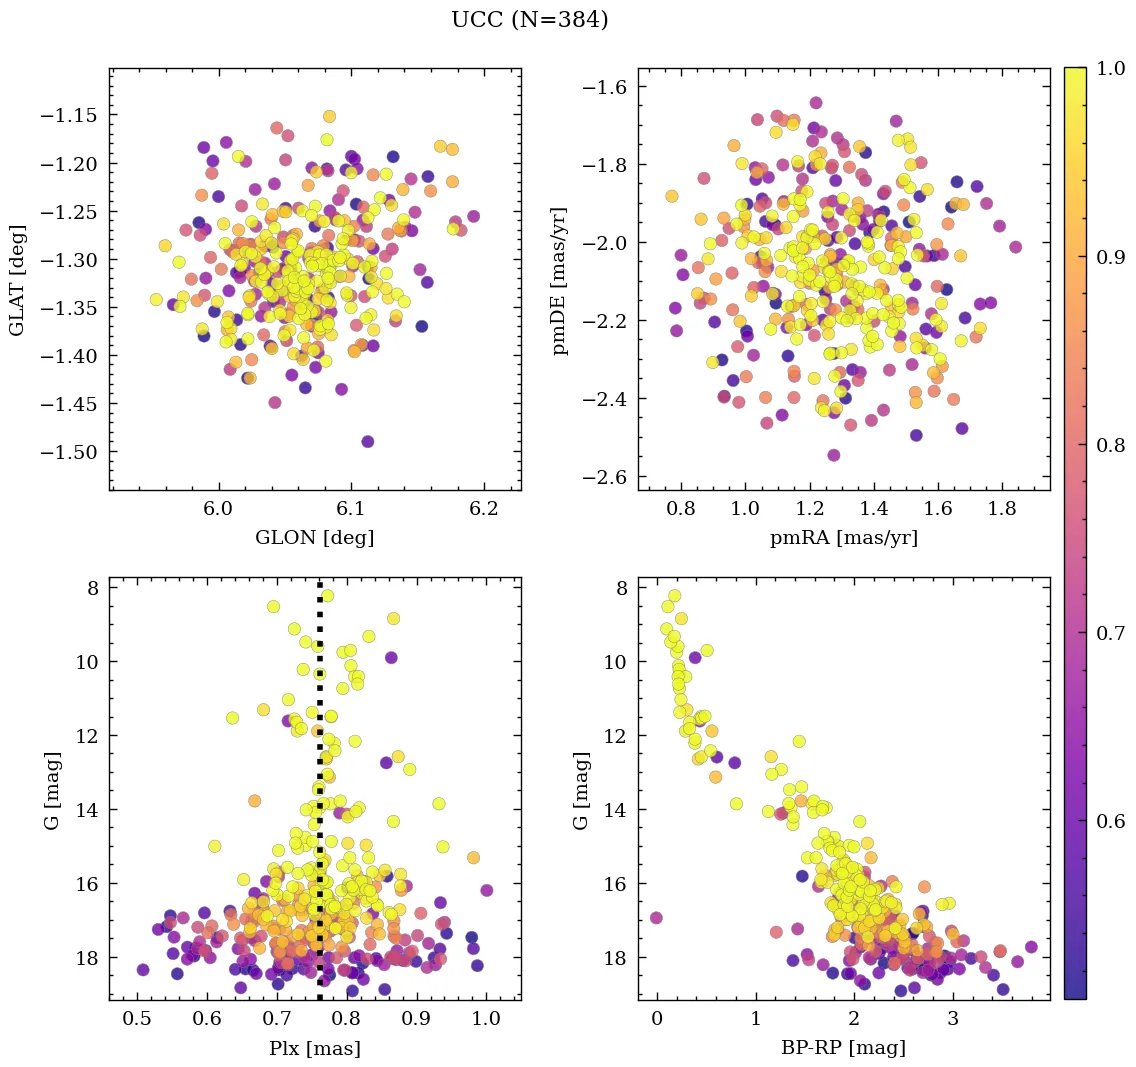 UCC (N=384)
−1.15
−1.20
−1.25
−1.30
−1.35
−1.40
−1.45
−1.50
GLAT [deg]
6.0 6.1 6.2
GLON [deg]
−1.6
−1.8
−2.0
−2.2
−2.4
−2.6
pmDE [mas/yr]
0.8 1.0 1.2 1.4 1.6 1.8
pmRA [mas/yr]
8
10
12
14
16
18
G [mag]
0.5 0.6 0.7 0.8 0.9 1.0
Plx [mas]
8
10
12
14
16
18
G [mag]
0 1 2 3
BP-RP [mag]
1.0
0.9
0.8
0.7
0.6